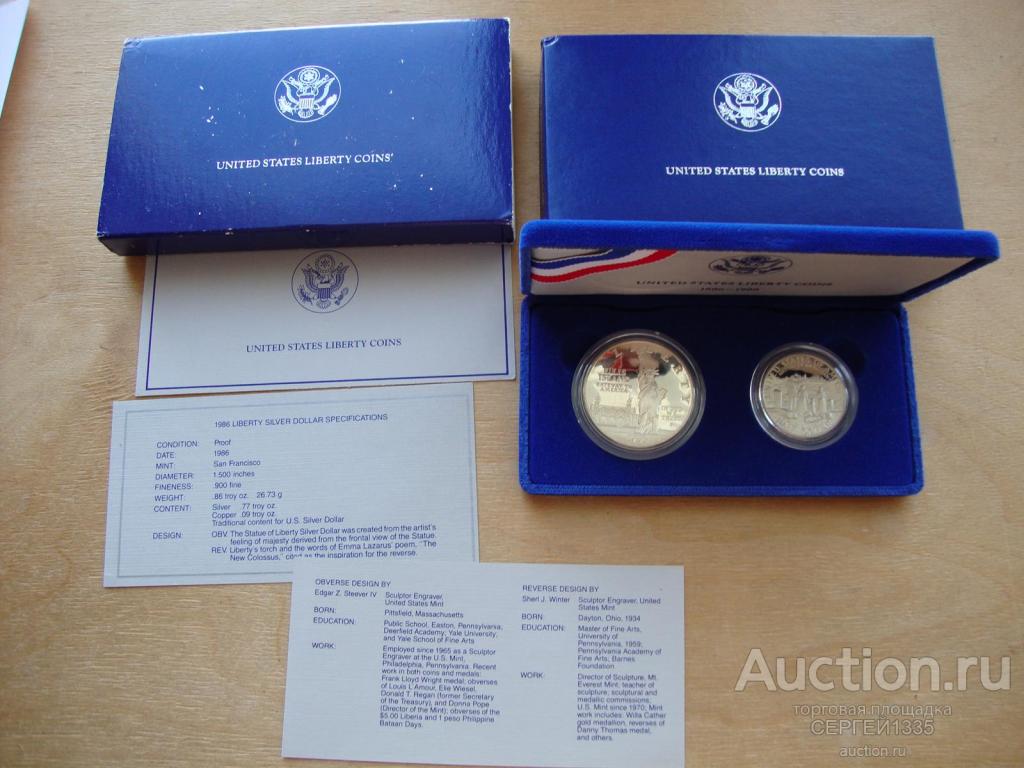 UNITED STATES LIBERTY COINS
UNITED STATES LIBERTY COINS
UNITED STATES LIBERTY COINS
UNITED STATES LIBERTY COINS
1986 LIBERTY SILVER DOLLAR SPECIFICATIONS
CONDITION: Proof
DATE: 1986
MINT: San Francisco
DIAMETER: 1.500 inches
FINENESS: .900 fine
WEIGHT: .86 troy oz. 26.73 g
CONTENT: Silver .77 troy oz.
Copper .09 troy oz.
Traditional content for U.S. Silver Dollar
DESIGN: OBV. The Statue of Liberty Silver Dollar was created from the artist's
feeling of majesty derived from the frontal view of the Statue.
REV. Liberty's torch and the words of Emma Lazarus' poem, "The
New Colossus," cited as the inspiration for the reverse.
OBVERSE DESIGN BY
Edgar Z. Steever IV Sculptor Engraver,
United States Mint
BORN: Pittsfield, Massachusetts
EDUCATION: Public School, Easton, Pennsylvania;
Deerfield Academy; Yale University;
and Yale School of Fine Arts
WORK: Employed since 1965 as a Sculptor
Engraver at the U.S. Mint,
Philadelphia, Pennsylvania. Recent
work in both coins and medals:
Frank Lloyd Wright medal; obverses
of Louis L'Amour, Elie Wiesel,
Donald T. Regan (former Secretary
of the Treasury), and Donna Pope
(Director of the Mint); obverses of the
$5.00 Liberia and 1 peso Philippine
Bataan Days.
REVERSE DESIGN BY
Sherl J. Winter Sculptor Engraver, United
States Mint
BORN: Dayton, Ohio, 1934
EDUCATION: Master of Fine Arts,
University of
Pennsylvania, 1959;
Pennsylvania Academy of
Fine Arts; Barnes
Foundation
WORK: Director of Sculpture, Mt.
Everest Mint; teacher of
sculpture; sculptural and
medallic commissions;
U.S. Mint since 1970; Mint
work includes: Willa Cather
gold medallion, reverses of
Danny Thomas medal,
and others.
Auction.ru
торговая площадка
СЕРГЕЙ1335
auction.ru